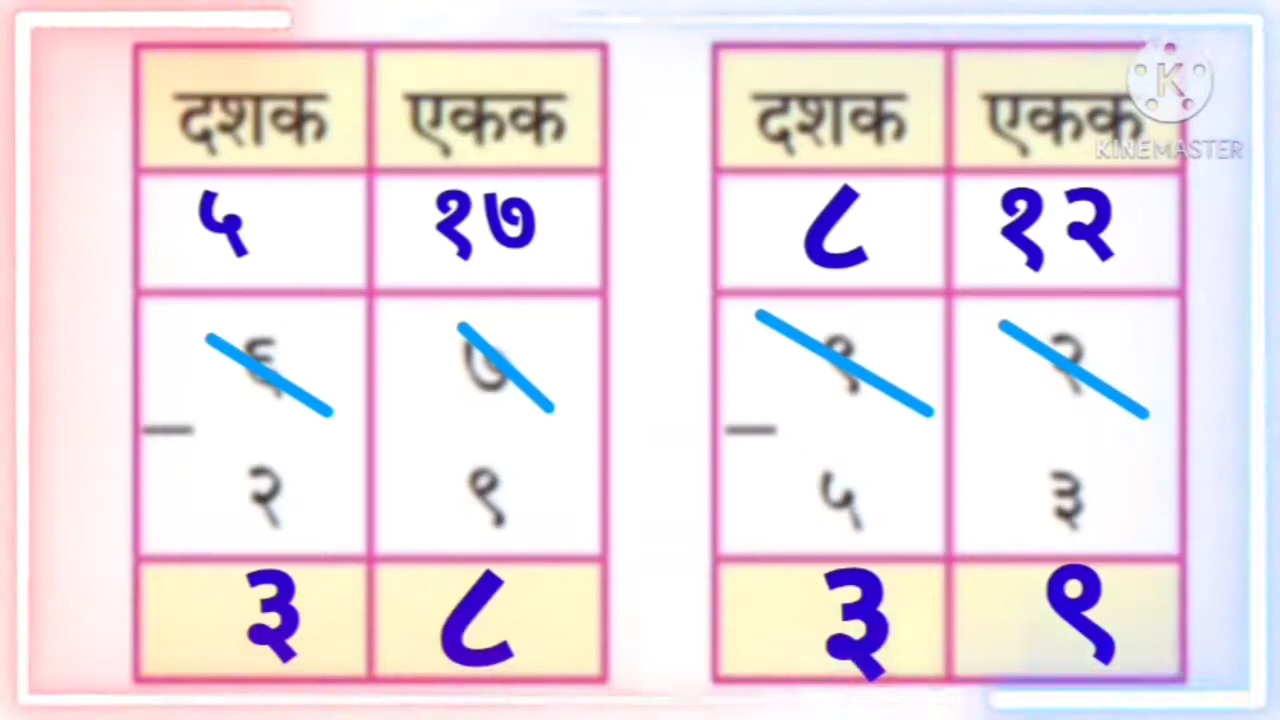 दशक एकक
५ १७
६ ७
− २ ९
३ ८
दशक एकक
८ १२
९ २
− ५ ३
३ ९
K
KINEMASTER